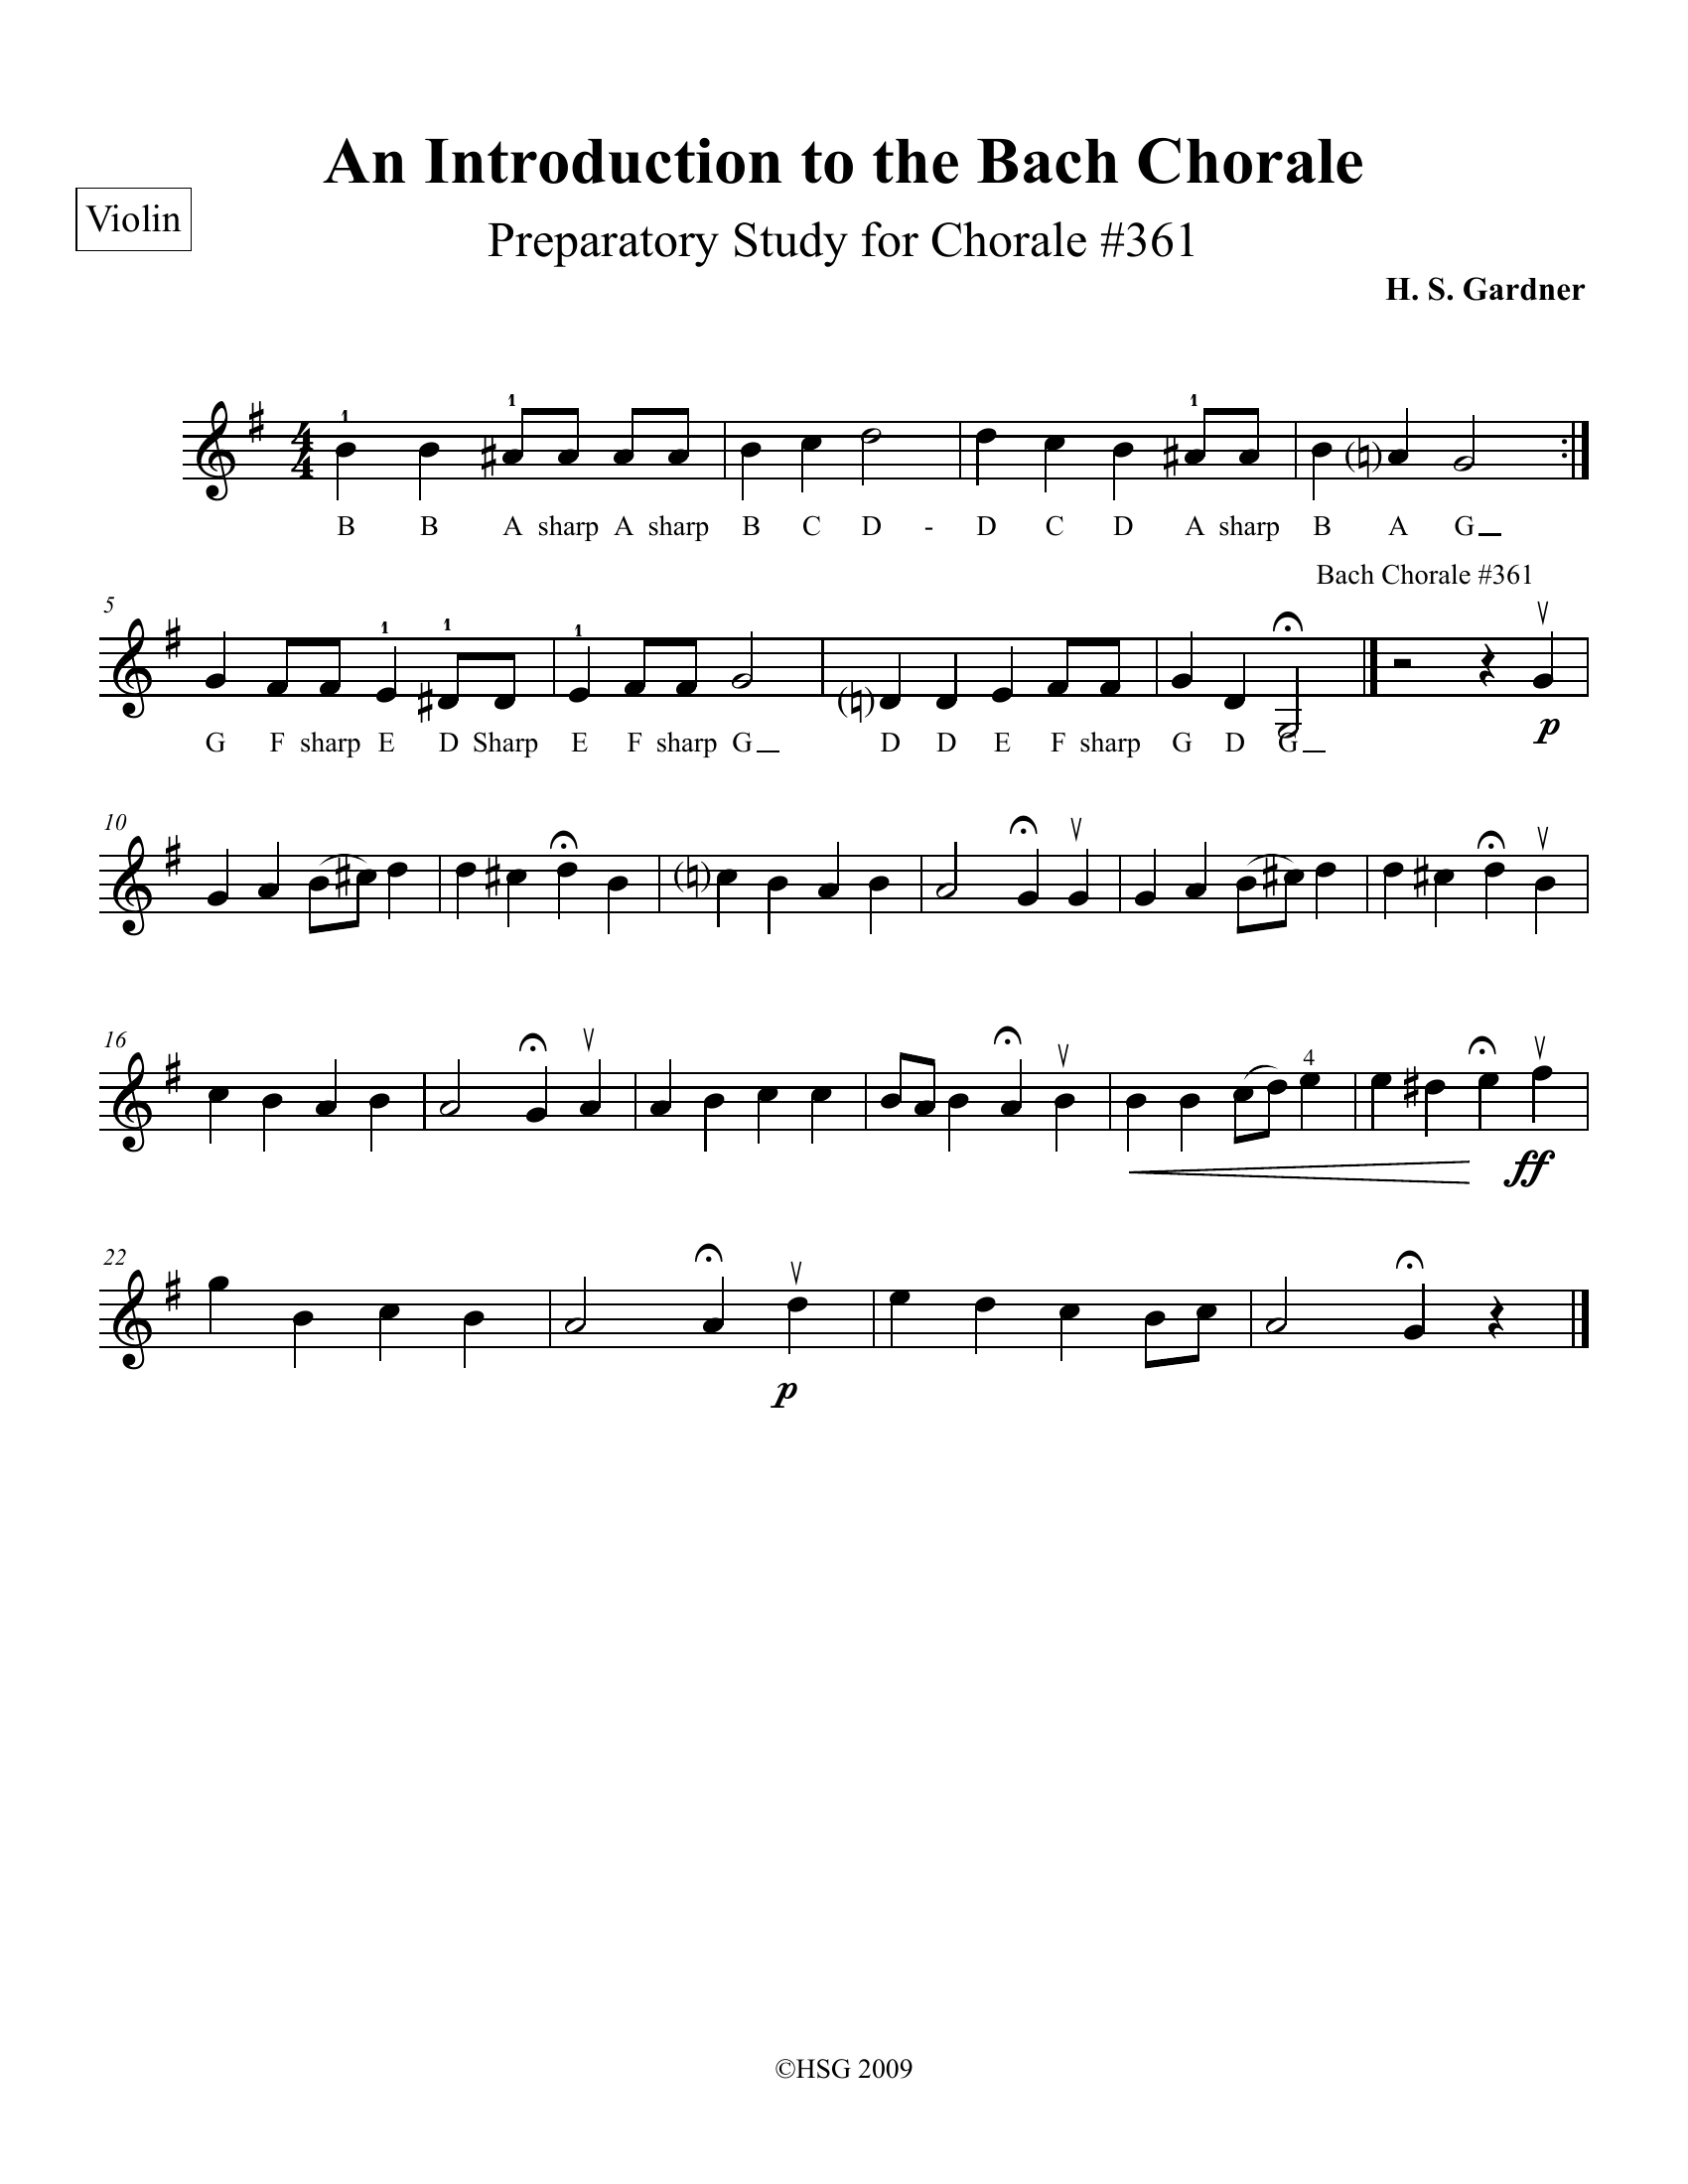 An Introduction to the Bach Chorale
Violin
Preparatory Study for Chorale #361
H. S. Gardner
4
4
1 1 1
B B A sharp A sharp B C D - D C D A sharp B A G
Bach Chorale #361
5
1 1 1
G F sharp E D Sharp E F sharp G D D E F sharp G D G
p
10
16
4
ff
22
p
©HSG 2009